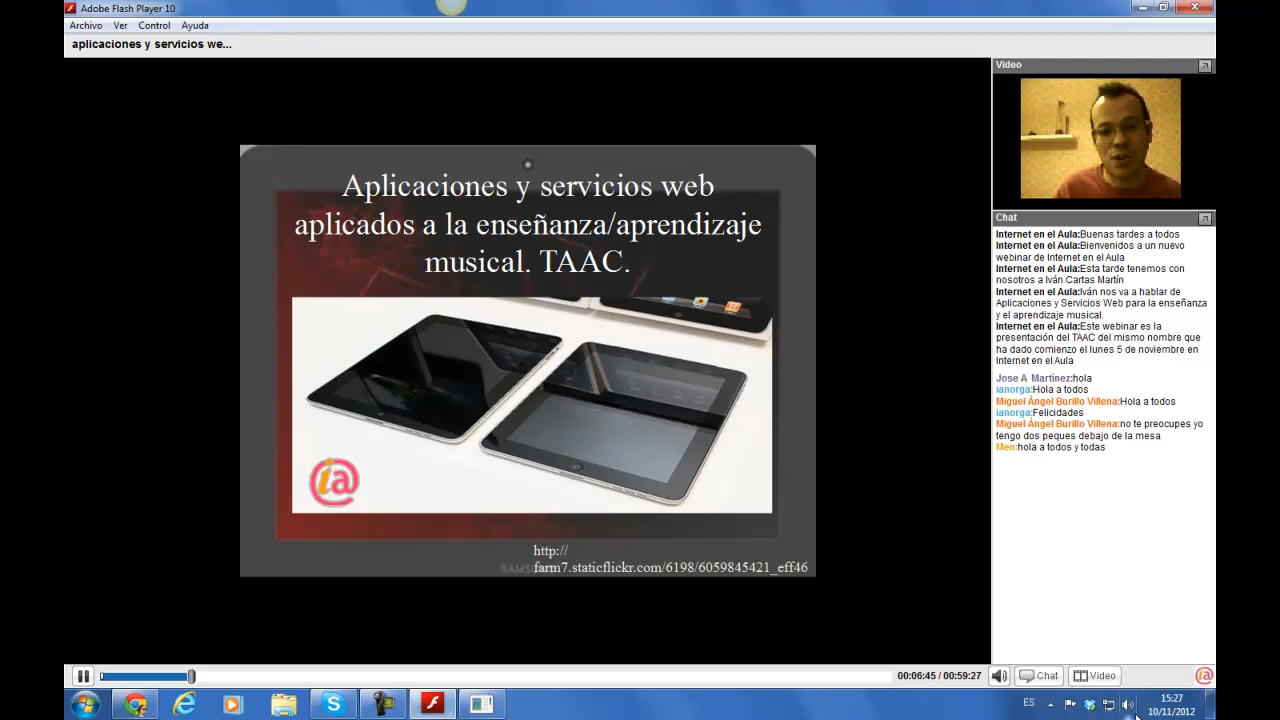 Adobe Flash Player 10
Archivo Ver Control Ayuda
aplicaciones y servicios we...
Aplicaciones y servicios web
aplicados a la enseñanza/aprendizaje
musical. TAAC.
ia
http://
farm7.staticflickr.com/6198/6059845421_eff46
Video
Chat
Internet en el Aula:Buenas tardes a todos
Internet en el Aula:Bienvenidos a un nuevo
webinar de Internet en el Aula
Internet en el Aula:Esta tarde tenemos con
nosotros a Iván Cartas Martín
Internet en el Aula:Iván nos va a hablar de
Aplicaciones y Servicios Web para la enseñanza
y el aprendizaje musical.
Internet en el Aula:Este webinar es la
presentación del TAAC del mismo nombre que
ha dado comienzo el lunes 5 de noviembre en
Internet en el Aula
Jose A Martinez:hola
ianorga:Hola a todos
Miguel Ángel Burillo Villena:Hola a todos
ianorga:Felicidades
Miguel Ángel Burillo Villena:no te preocupes yo
tengo dos peques debajo de la mesa
Men:hola a todos y todas
00:06:45 / 00:59:27
Chat
Video
ES
15:27
10/11/2012